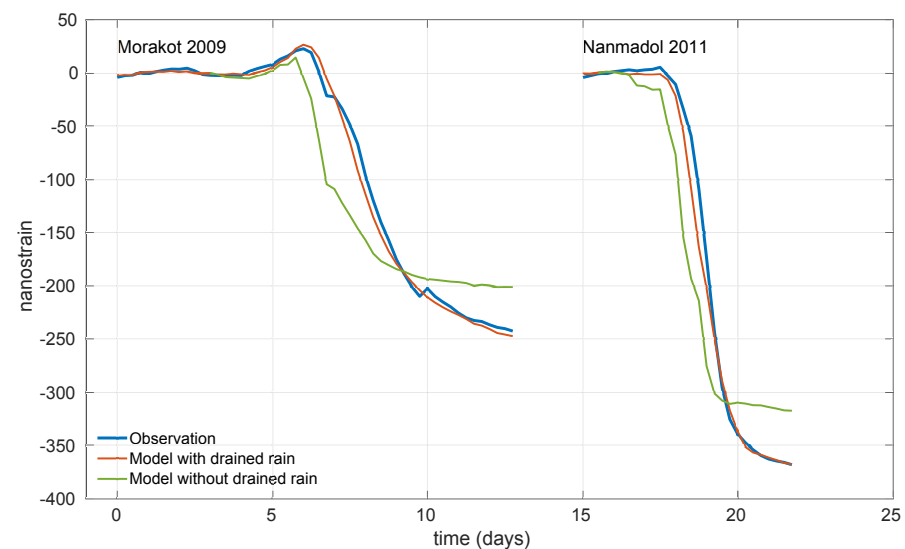 50
0
-50
-100
-150
-200
-250
-300
-350
-400
nanostrain
Morakot 2009
Nanmadol 2011
Observation
Model with drained rain
Model without drained rain
0
5
10
15
20
25
time (days)